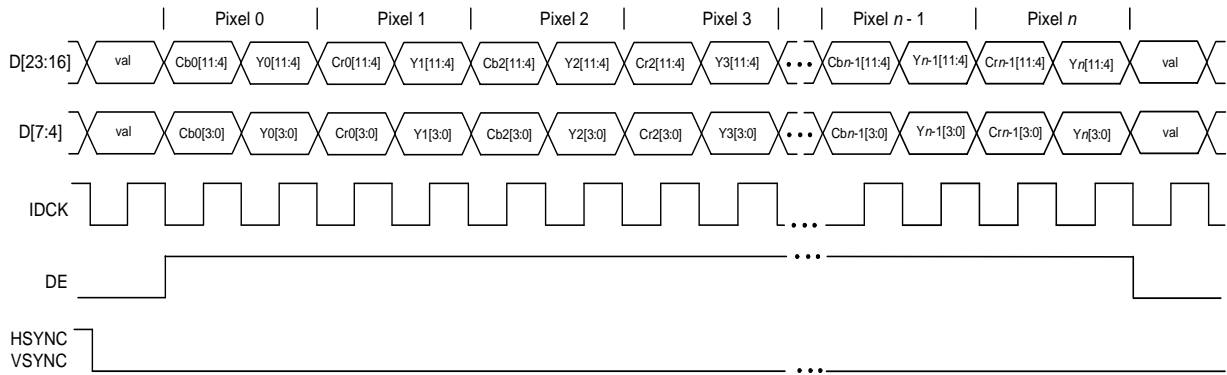 Pixel 0 Pixel 1 Pixel 2 Pixel 3 Pixel n - 1 Pixel n
D[23:16] val Cb0[11:4] Y0[11:4] Cr0[11:4] Y1[11:4] Cb2[11:4] Y2[11:4] Cr2[11:4] Y3[11:4] ••• Cbn-1[11:4] Yn-1[11:4] Crn-1[11:4] Yn[11:4] val
D[7:4] val Cb0[3:0] Y0[3:0] Cr0[3:0] Y1[3:0] Cb2[3:0] Y2[3:0] Cr2[3:0] Y3[3:0] ••• Cbn-1[3:0] Yn-1[3:0] Crn-1[3:0] Yn[3:0] val
IDCK •••
DE •••
HSYNC
VSYNC •••